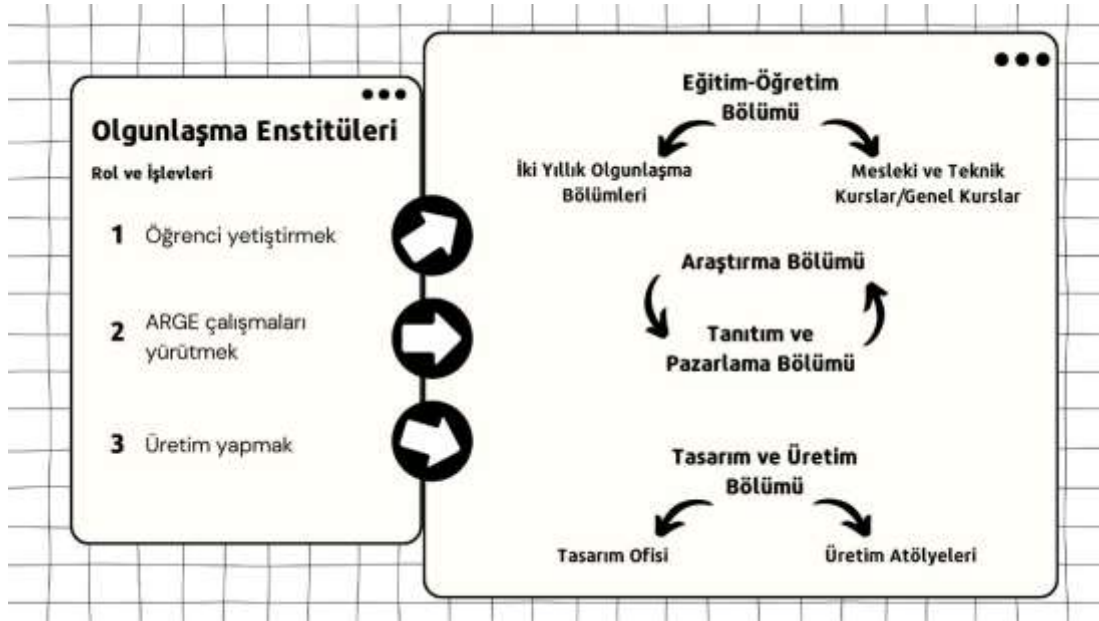 Olgunlaşma Enstitüleri
Rol ve İşlevleri
1 Öğrenci yetiştirmek
2 ARGE çalışmaları
yürütmek
3 Üretim yapmak
Eğitim-Öğretim
Bölümü
İki Yıllık Olgunlaşma
Bölümleri
Mesleki ve Teknik
Kurslar/Genel Kurslar
Araştırma Bölümü
Tanıtım ve
Pazarlama Bölümü
Tasarım ve Üretim
Bölümü
Tasarım Ofisi
Üretim Atölyeleri